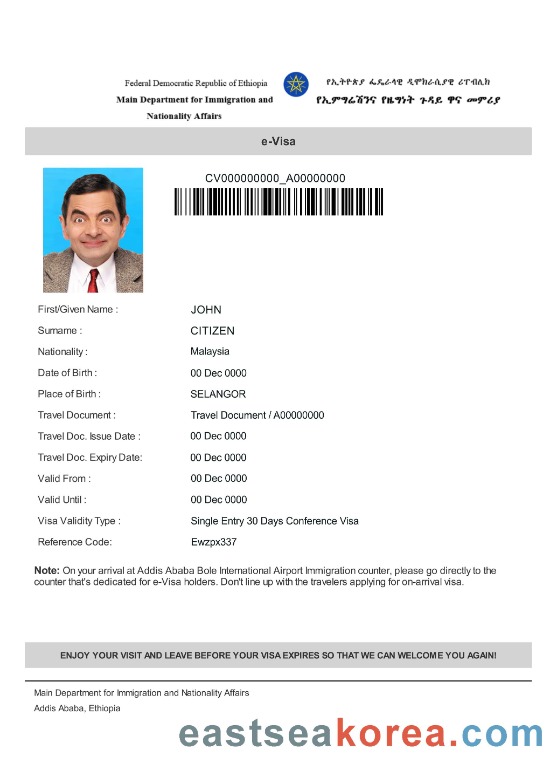 Federal Democratic Republic of Ethiopia
Main Department for Immigration and
Nationality Affairs
የኢትዮጵያ ፌዴራላዊ ዲሞክራሲያዊ ሪፐብሊክ
የኢምግሬሽንና የዜግነት ጉዳይ ዋና መምሪያ
e-Visa
CV000000000_A00000000
First/Given Name : JOHN
Surname : CITIZEN
Nationality : Malaysia
Date of Birth : 00 Dec 0000
Place of Birth : SELANGOR
Travel Document : Travel Document / A00000000
Travel Doc. Issue Date : 00 Dec 0000
Travel Doc. Expiry Date: 00 Dec 0000
Valid From : 00 Dec 0000
Valid Until : 00 Dec 0000
Visa Validity Type : Single Entry 30 Days Conference Visa
Reference Code: Ewzpx337
Note: On your arrival at Addis Ababa Bole International Airport Immigration counter, please go directly to the
counter that's dedicated for e-Visa holders. Don't line up with the travelers applying for on-arrival visa.
ENJOY YOUR VISIT AND LEAVE BEFORE YOUR VISA EXPIRES SO THAT WE CAN WELCOME YOU AGAIN!
Main Department for Immigration and Nationality Affairs
Addis Ababa, Ethiopia
eastseakorea.com